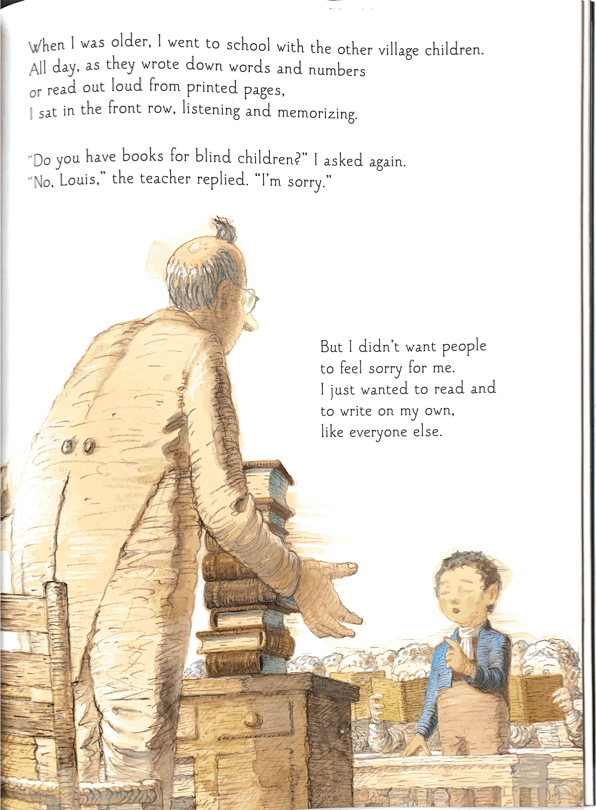 When I was older, I went to school with the other village children.
All day, as they wrote down words and numbers
or read out loud from printed pages,
I sat in the front row, listening and memorizing.
“Do you have books for blind children?” I asked again.
“No, Louis,” the teacher replied. “I’m sorry.”
But I didn’t want people
to feel sorry for me.
I just wanted to read and
to write on my own,
like everyone else.